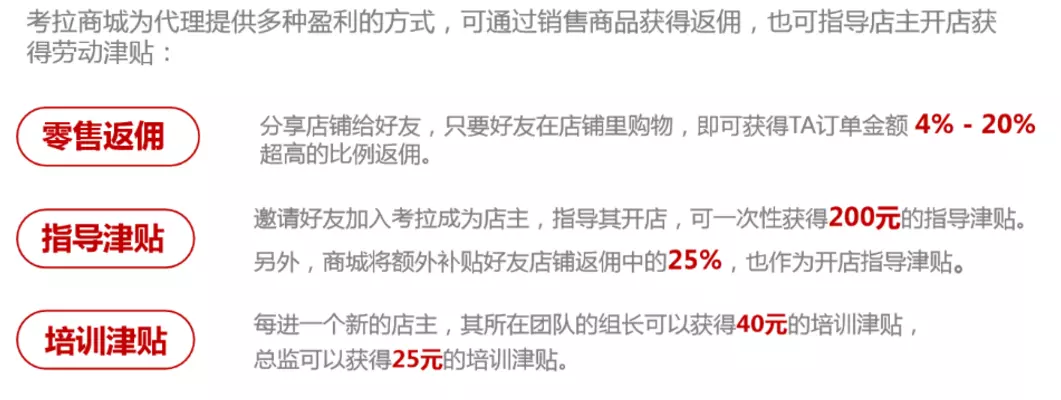 考拉商城为代理提供多种盈利的方式，可通过销售商品获得返佣，也可指导店主开店获
得劳动津贴：
零售返佣
分享店铺给好友，只要好友在店铺里购物，即可获得TA订单金额 4% - 20%
超高的比例返佣。
指导津贴
邀请好友加入考拉成为店主，指导其开店，可一次性获得200元的指导津贴。
另外，商城将额外补贴好友店铺返佣中的25%，也作为开店指导津贴。
培训津贴
每进一个新的店主，其所在团队的组长可以获得40元的培训津贴，
总监可以获得25元的培训津贴。